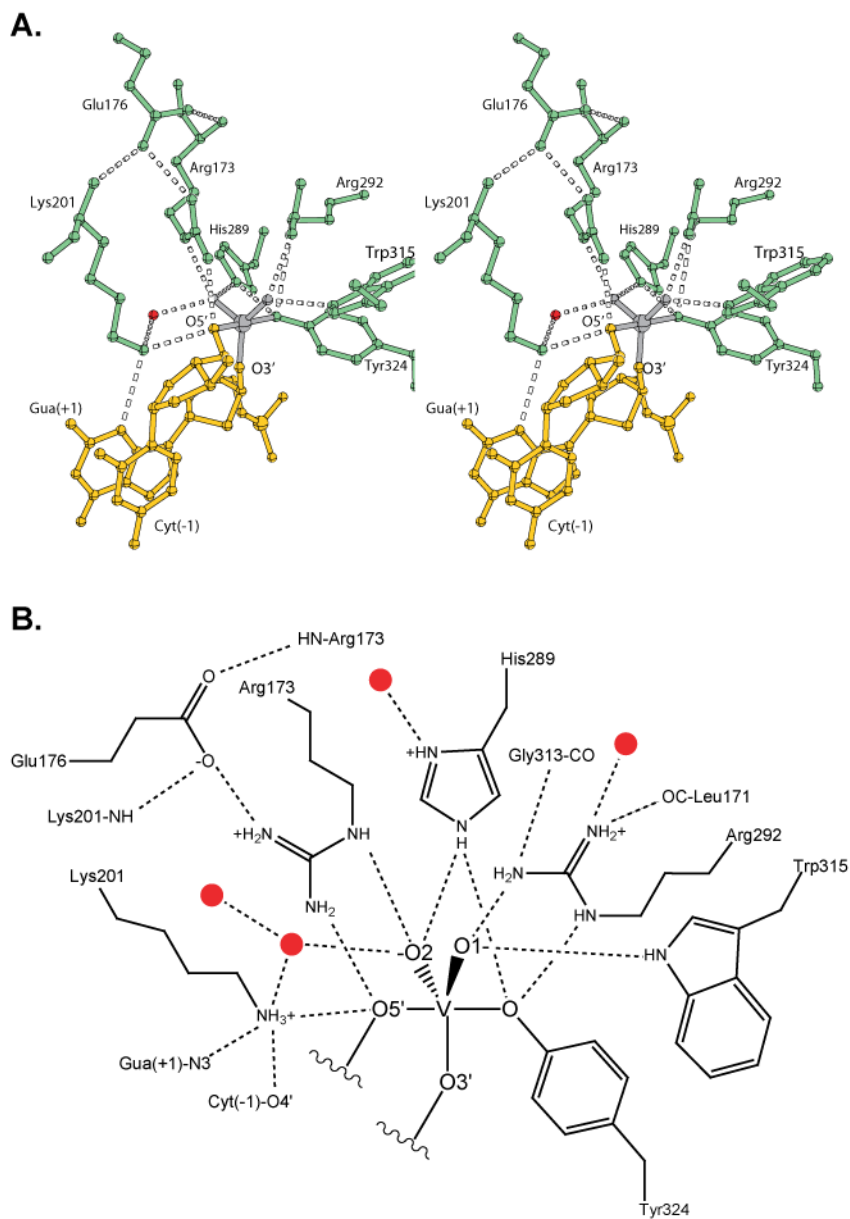 A.
Glu176
Arg173
Lys201
His289
Arg292
Trp315
O5'
O3'
Tyr324
Gua(+1)
Cyt(-1)
Glu176
Arg173
Lys201
His289
Arg292
Trp315
O5'
O3'
Tyr324
Gua(+1)
Cyt(-1)
B.
HN-Arg173
O
Arg173
His289
Glu176
-O
+HN
Gly313-CO
Lys201-NH
OC-Leu171
+H2N
NH
N
H
NH2+
Arg292
Lys201
NH2
H2N
Trp315
HN
-O2
O1-
HN
NH3+
O5'
V
O
Gua(+1)-N3
Cyt(-1)-O4'
O3'
Tyr324